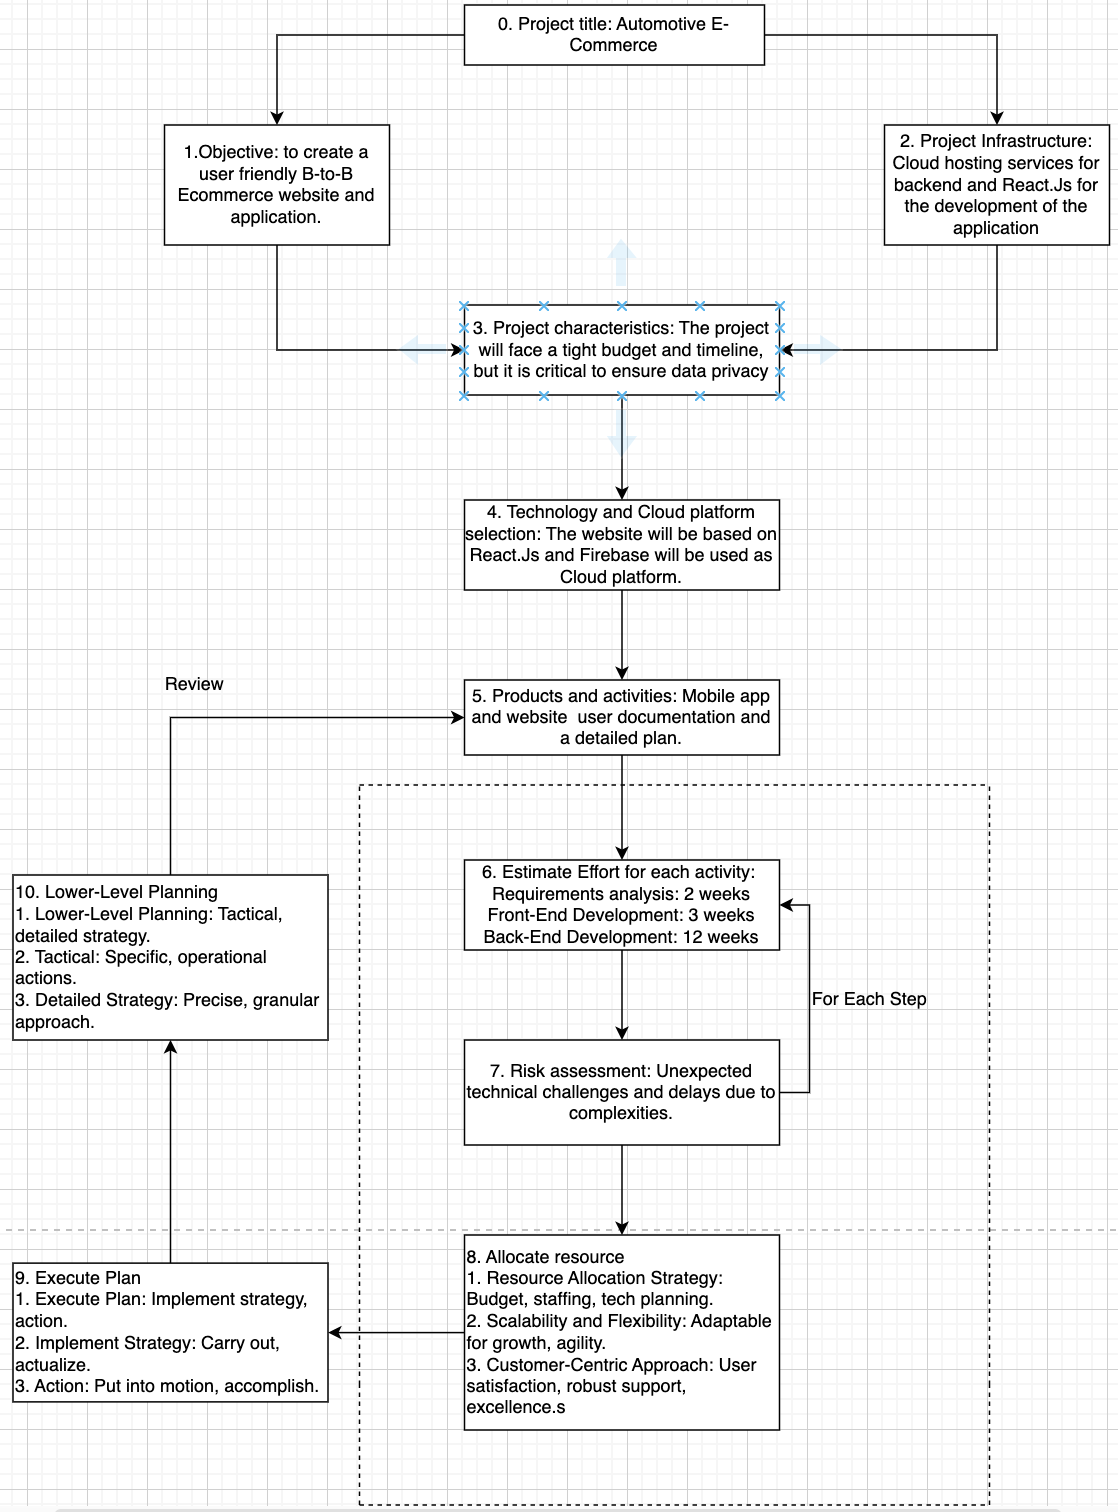 0. Project title: Automotive E-
Commerce
1.Objective: to create a
user friendly B-to-B
Ecommerce website and
application.
2. Project Infrastructure:
Cloud hosting services for
backend and React.Js for
the development of the
application
3. Project characteristics: The project
will face a tight budget and timeline,
but it is critical to ensure data privacy
4. Technology and Cloud platform
selection: The website will be based on
React.Js and Firebase will be used as
Cloud platform.
Review
5. Products and activities: Mobile app
and website  user documentation and
a detailed plan.
6. Estimate Effort for each activity:
Requirements analysis: 2 weeks
Front-End Development: 3 weeks
Back-End Development: 12 weeks
For Each Step
7. Risk assessment: Unexpected
technical challenges and delays due to
complexities.
8. Allocate resource
1. Resource Allocation Strategy:
Budget, staffing, tech planning.
2. Scalability and Flexibility: Adaptable
for growth, agility.
3. Customer-Centric Approach: User
satisfaction, robust support,
excellence.s
9. Execute Plan
1. Execute Plan: Implement strategy,
action.
2. Implement Strategy: Carry out,
actualize.
3. Action: Put into motion, accomplish.
10. Lower-Level Planning
1. Lower-Level Planning: Tactical,
detailed strategy.
2. Tactical: Specific, operational
actions.
3. Detailed Strategy: Precise, granular
approach.